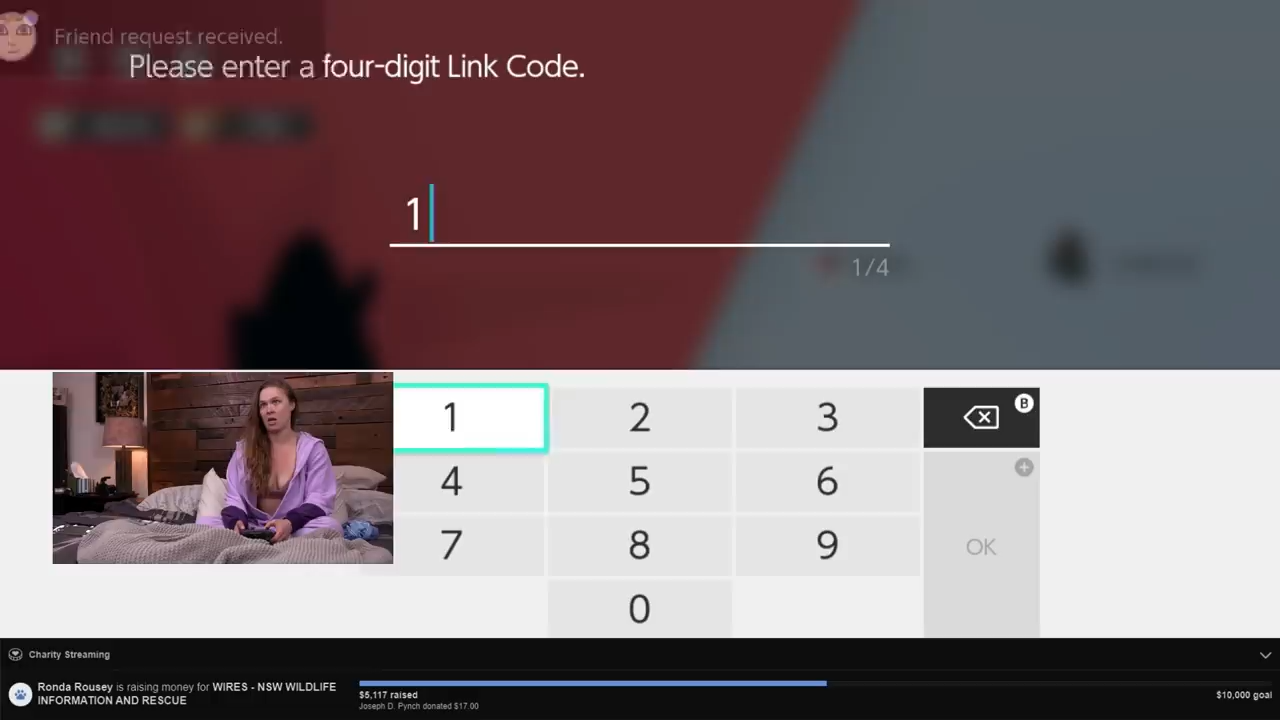 Friend request received.
Please enter a four-digit Link Code.
1
1/4
1
2
3
B
4
5
6
7
8
9
OK
0
Charity Streaming
Ronda Rousey is raising money for WIRES - NSW WILDLIFE
INFORMATION AND RESCUE
$5,117 raised
$10,000 goal
Joseph D. Pynch donated $17.00